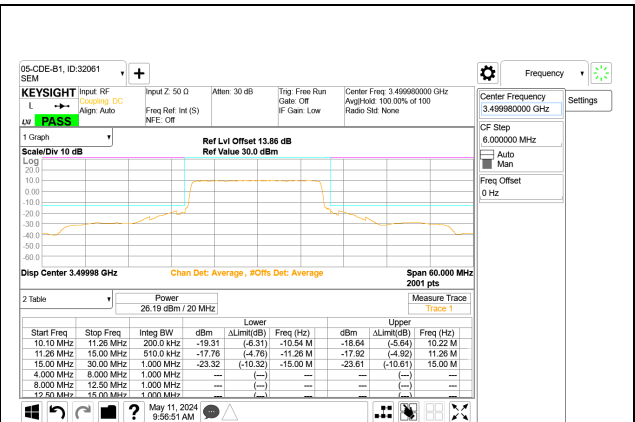 05-CDE-B1, ID:32061
SEM
Frequency
KEYSIGHT Input: RF Input Z: 50 Ω Atten: 30 dB Trig: Free Run Center Freq: 3.499980000 GHz
L Coupling: DC Gate: Off Avg|Hold: 100.00% of 100
Align: Auto Freq Ref: Int (S) IF Gain: Low Radio Std: None
LXI PASS NFE: Off
Center Frequency
3.499980000 GHz
Settings
CF Step
6.000000 MHz
Auto
Man
Freq Offset
0 Hz
1 Graph
Ref Lvl Offset 13.86 dB
Scale/Div 10 dB Ref Value 30.0 dBm
Log
20.0
10.0
0.00
-10.0
-20.0
-30.0
-40.0
-50.0
-60.0
Disp Center 3.49998 GHz Chan Det: Average , #Offs Det: Average Span 60.000 MHz
2001 pts
2 Table Power Measure Trace
26.19 dBm / 20 MHz Trace 1
Lower Upper
Start Freq Stop Freq Integ BW dBm ΔLimit(dB) Freq (Hz) dBm ΔLimit(dB) Freq (Hz)
10.10 MHz 11.26 MHz 200.0 kHz -19.31 (-6.31) -10.54 M -18.64 (-5.64) 10.22 M
11.26 MHz 15.00 MHz 510.0 kHz -17.76 (-4.76) -11.26 M -17.92 (-4.92) 11.26 M
15.00 MHz 30.00 MHz 1.000 MHz -23.32 (-10.32) -15.00 M -23.61 (-10.61) 15.00 M
4.000 MHz 8.000 MHz 1.000 MHz --- (---) --- --- (---) ---
8.000 MHz 12.50 MHz 1.000 MHz --- (---) --- --- (---) ---
12.50 MHz 15.00 MHz 1.000 MHz --- (---) --- --- (---) ---
May 11, 2024
9:56:51 AM